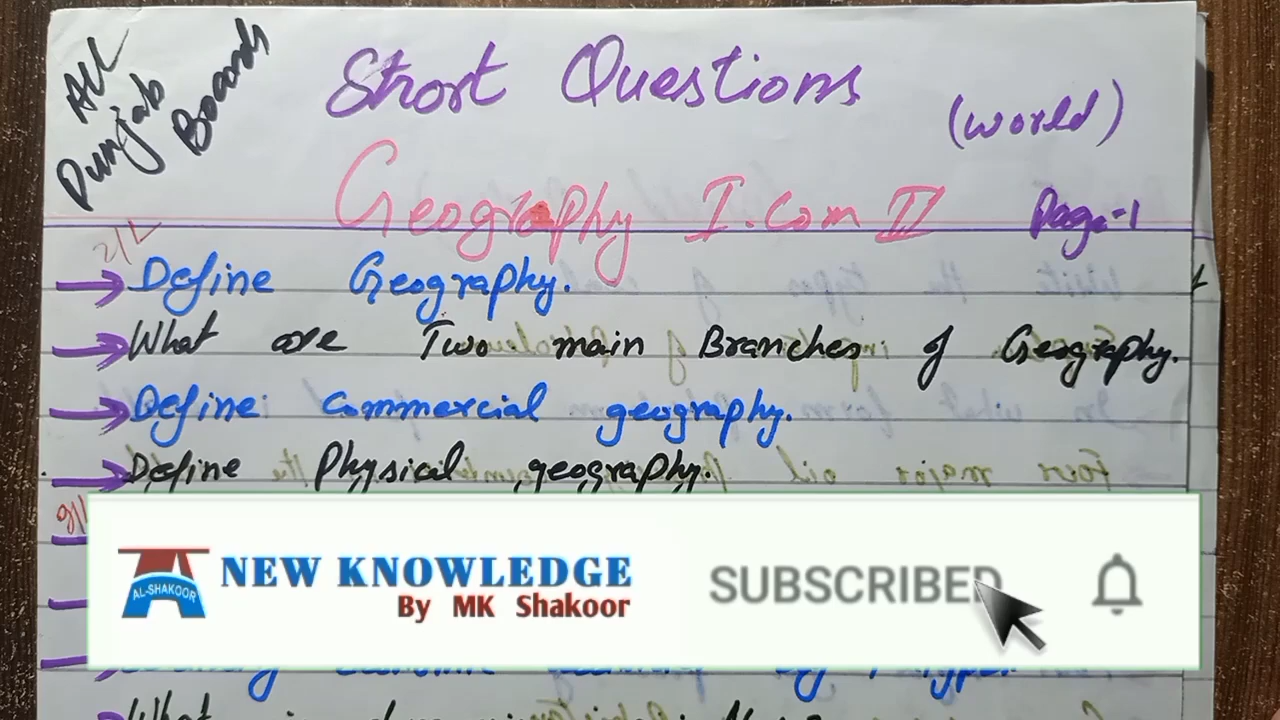 All
Punjab
Boards
Short Questions
(World)
Geography I.Com II
Page-1
Define Geography.
What are Two main Branches of Geography.
Define commercial geography.
Define Physical geography.
AL-SHAKOOR
NEW KNOWLEDGE
By MK Shakoor
SUBSCRIBED
What